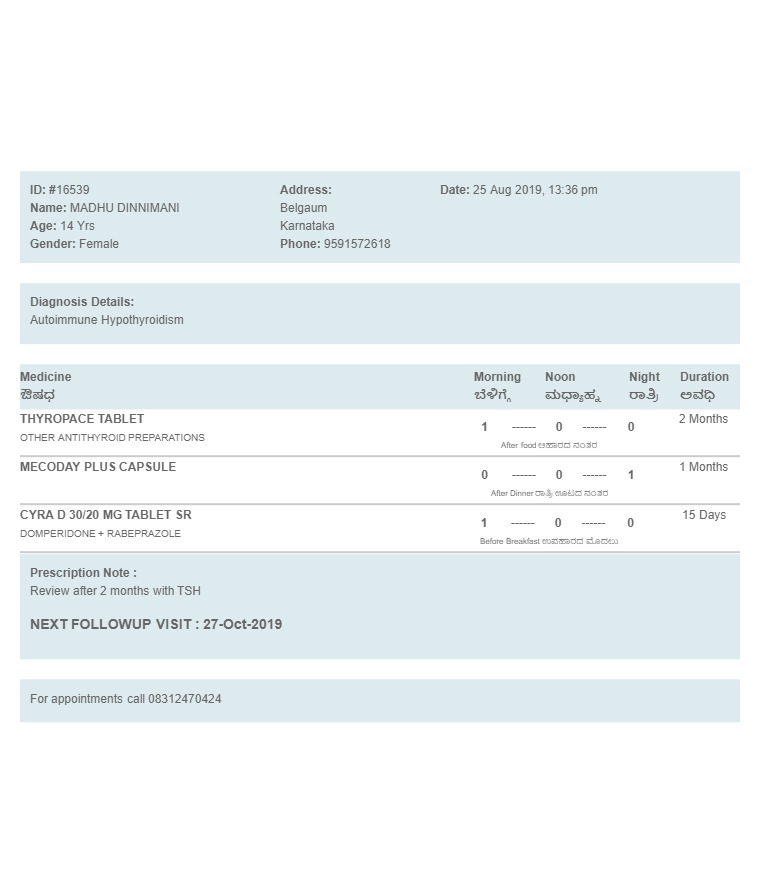 ID: #16539
Name: MADHU DINNIMANI
Age: 14 Yrs
Gender: Female
Address:
Belgaum
Karnataka
Phone: 9591572618
Date: 25 Aug 2019, 13:36 pm
Diagnosis Details:
Autoimmune Hypothyroidism
Medicine Morning Noon Night Duration
ಔಷಧ ಬೆಳಿಗ್ಗೆ ಮಧ್ಯಾಹ್ನ ರಾತ್ರಿ ಅವಧಿ
THYROPACE TABLET 1 ------ 0 ------ 0 2 Months
OTHER ANTITHYROID PREPARATIONS
After food ಆಹಾರದ ನಂತರ
MECODAY PLUS CAPSULE 0 ------ 0 ------ 1 1 Months
After Dinner ರಾತ್ರಿ ಊಟದ ನಂತರ
CYRA D 30/20 MG TABLET SR 1 ------ 0 ------ 0 15 Days
DOMPERIDONE + RABEPRAZOLE
Before Breakfast ಉಪಹಾರದ ಮೊದಲು
Prescription Note :
Review after 2 months with TSH
NEXT FOLLOWUP VISIT : 27-Oct-2019
For appointments call 08312470424